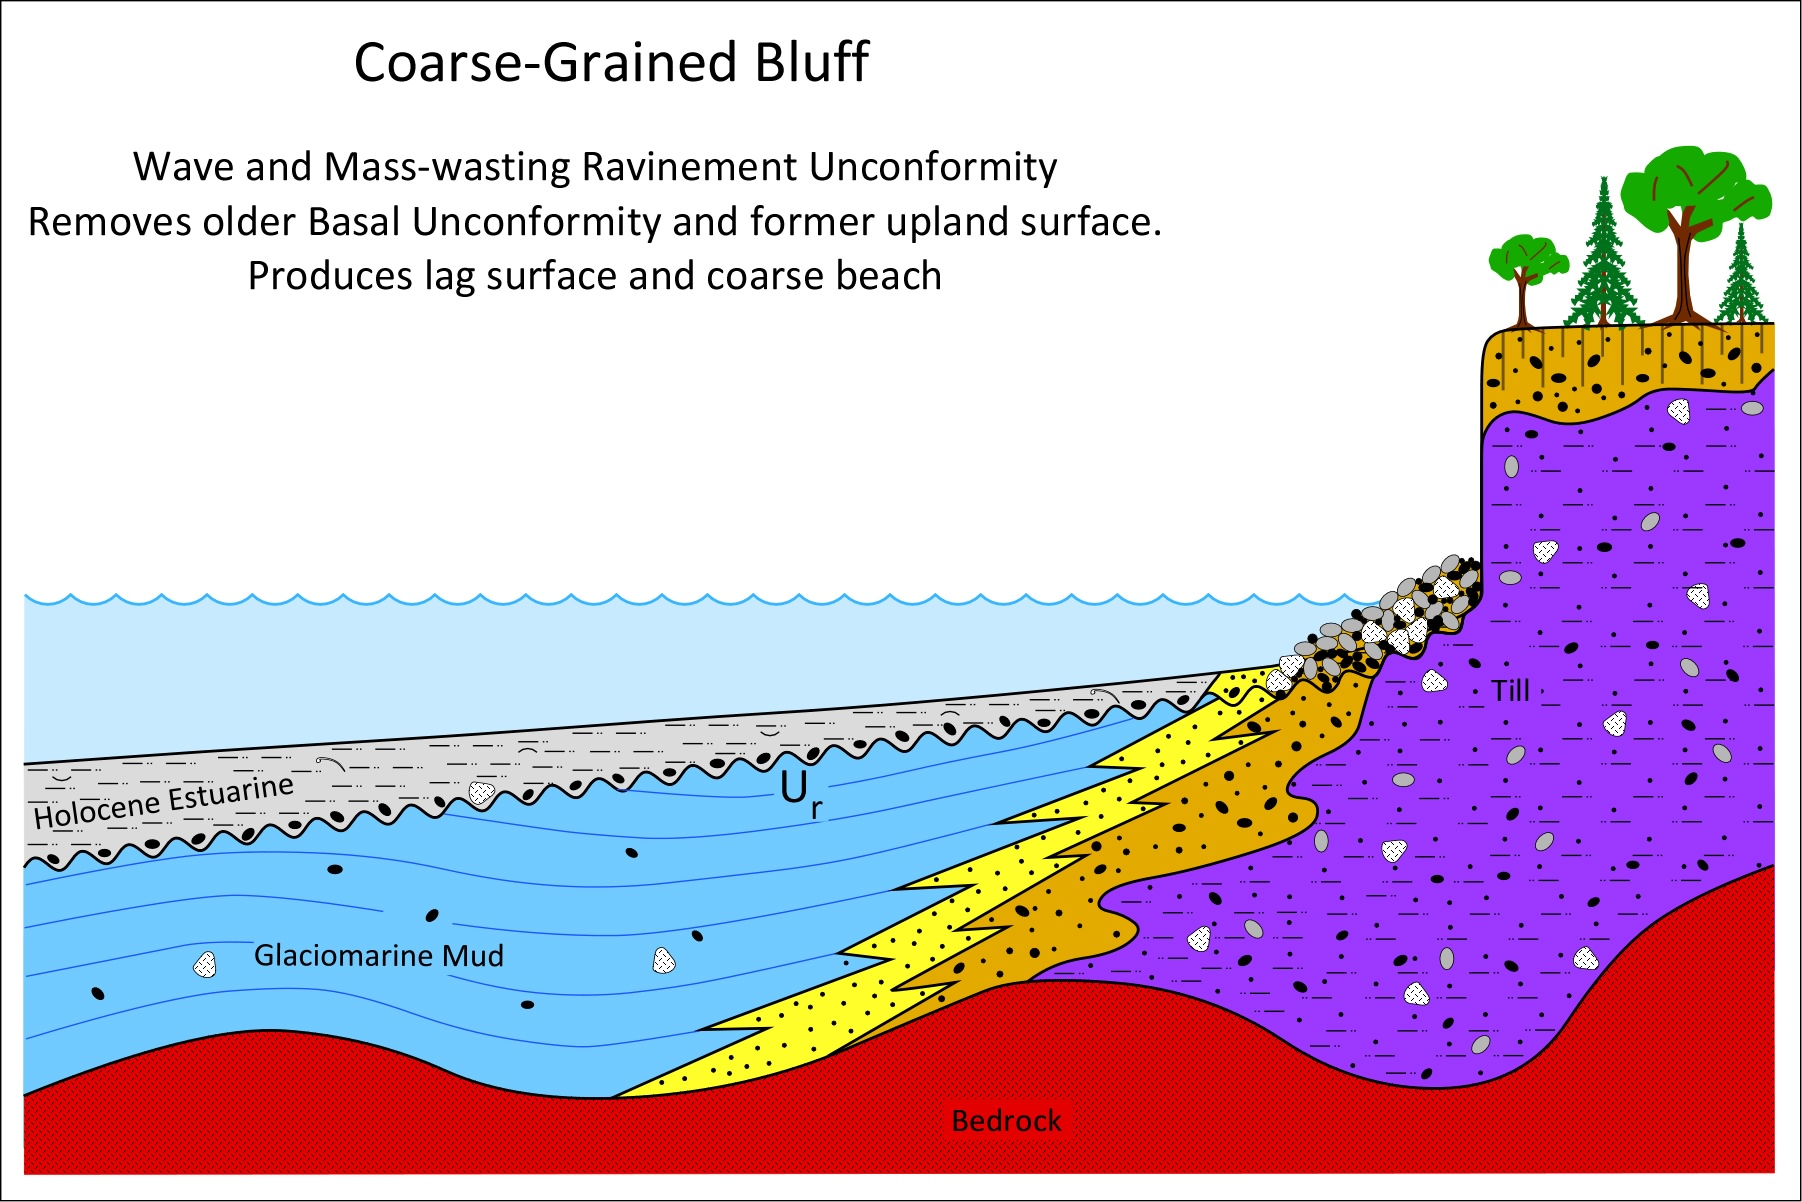 Coarse-Grained Bluff
Wave and Mass-wasting Ravinement Unconformity
Removes older Basal Unconformity and former upland surface.
Produces lag surface and coarse beach
Till
Holocene Estuarine
Ur
Glaciomarine Mud
Bedrock